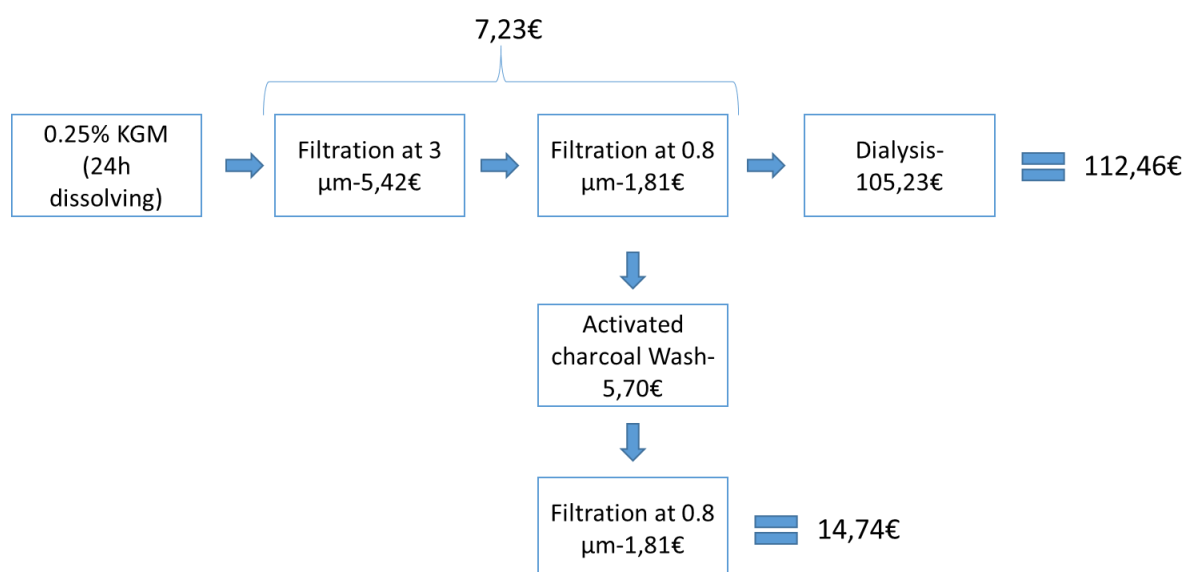 7,23€
0.25% KGM
(24h
dissolving)
Filtration at 3
μm-5,42€
Filtration at 0.8
μm-1,81€
Dialysis-
105,23€
112,46€
Activated
charcoal Wash-
5,70€
Filtration at 0.8
μm-1,81€
14,74€